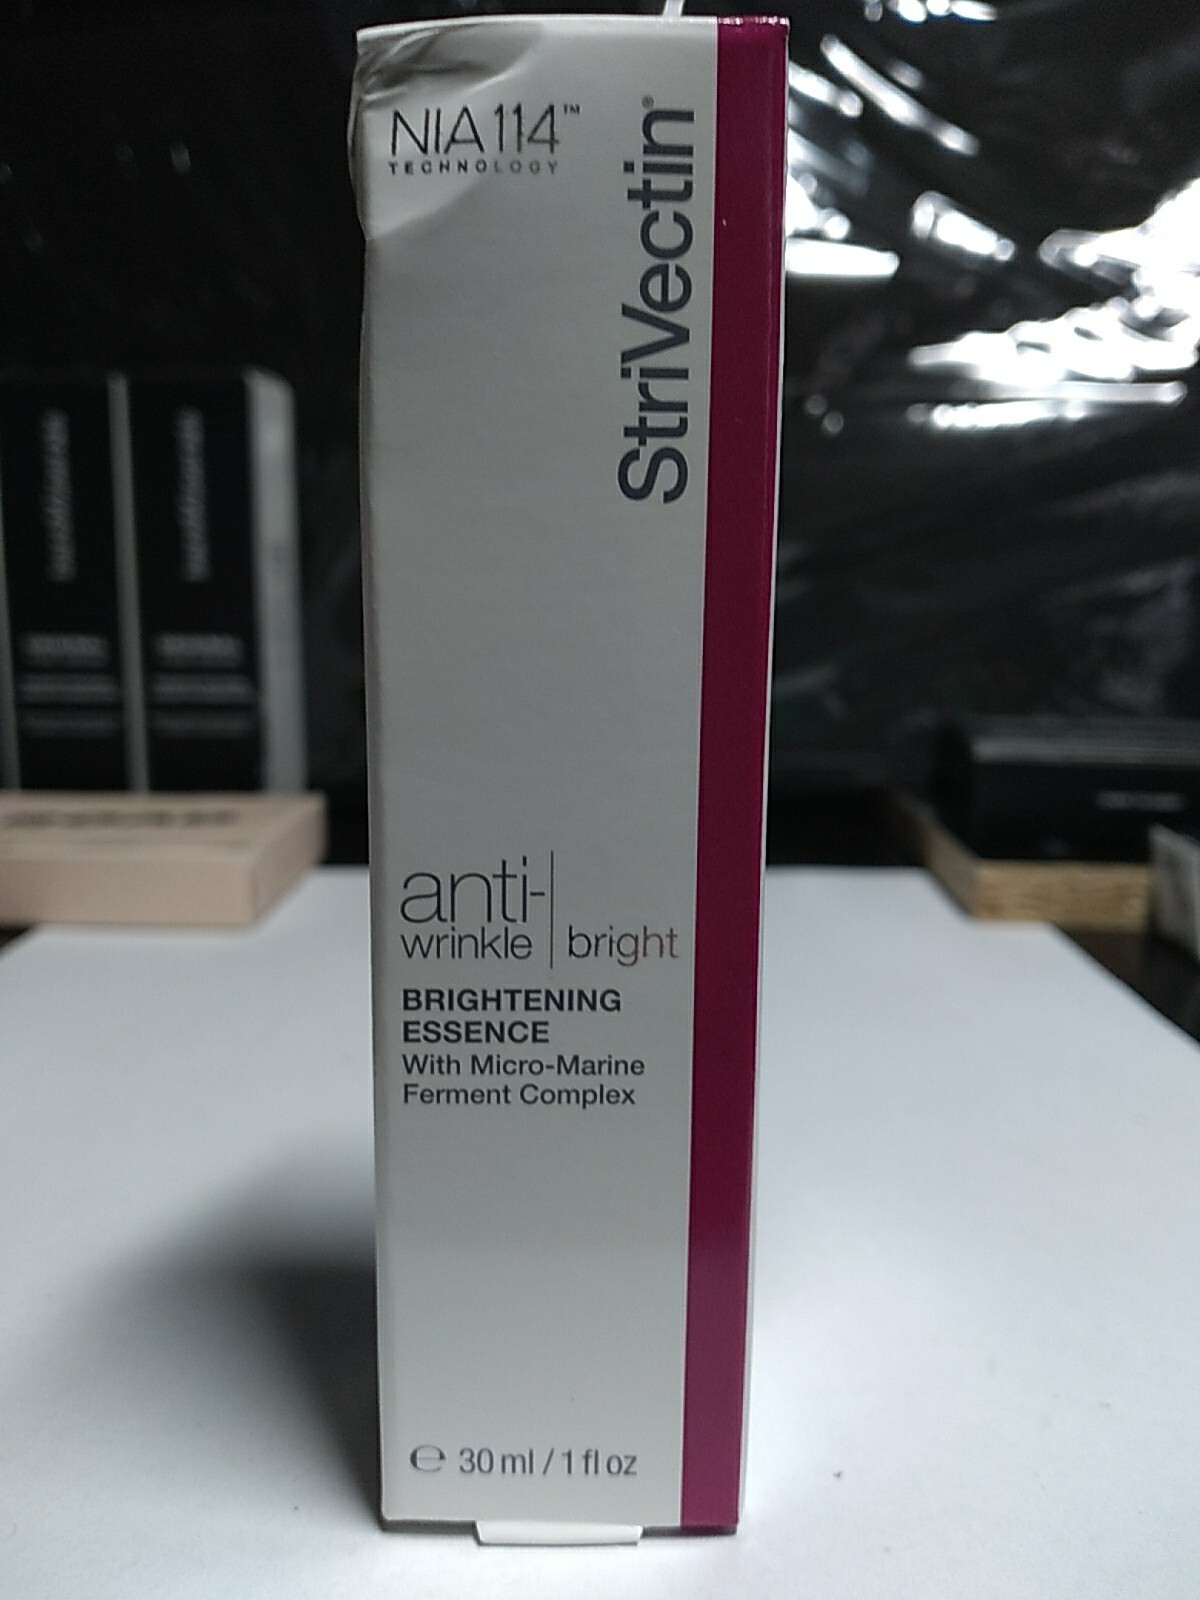 NIA114™
TECHNOLOGY
StriVectin®
anti-
wrinkle | bright
BRIGHTENING
ESSENCE
With Micro-Marine
Ferment Complex
℮ 30 ml / 1 fl oz